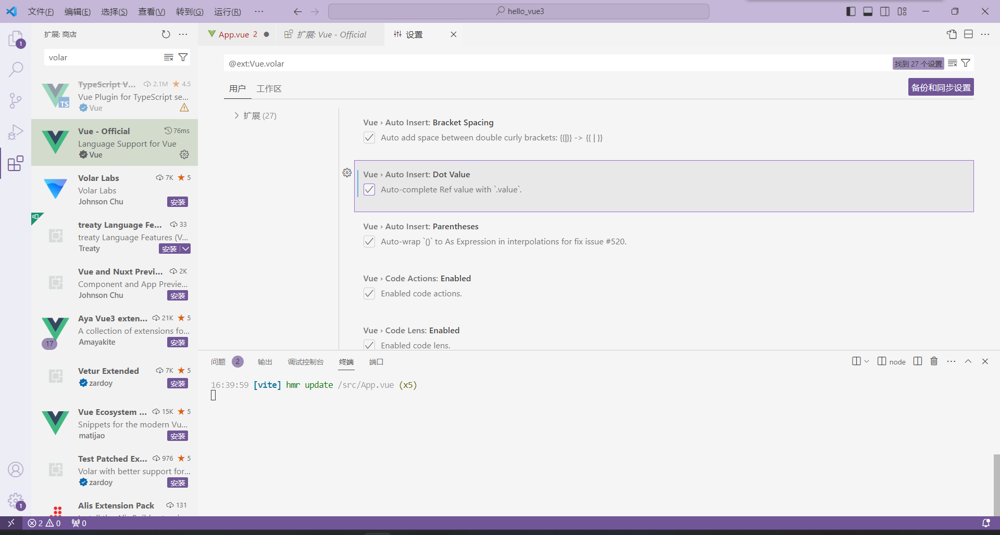 文件(F) 编辑(E) 选择(S) 查看(V) 转到(G) 运行(R) ··· hello_vue3
扩展: 商店
volar
TypeScript V... 2.1M 4.5
Vue Plugin for TypeScript se...
Vue
Vue - Official 76ms
Language Support for Vue
Vue
Volar Labs 7K 5
Volar Labs
Johnson Chu 安装
treaty Language Fe... 33
treaty Language Features (V...
Treaty 安装
Vue and Nuxt Previ... 2K
Component and App Previe...
Johnson Chu 安装
Aya Vue3 exten... 21K 5
A collection of extensions fo...
Amayakite 安装
17
Vetur Extended 7K 5
zardoy 安装
Vue Ecosystem ... 15K 5
Snippets for the modern Vu...
matijao 安装
Test Patched Ex... 976 5
Volar with better support for...
zardoy 安装
Alis Extension Pack 131
1
1
App.vue 2 扩展: Vue - Official 设置
@ext:Vue.volar 找到 27 个设置
用户 工作区 备份和同步设置
扩展 (27)
Vue › Auto Insert: Bracket Spacing
Auto add space between double curly brackets: {{|}} -> {{ | }}
Vue › Auto Insert: Dot Value
Auto-complete Ref value with `.value`.
Vue › Auto Insert: Parentheses
Auto-wrap `()` to As Expression in interpolations for fix issue #520.
Vue › Code Actions: Enabled
Enabled code actions.
Vue › Code Lens: Enabled
Enabled code lens.
问题 2 输出 调试控制台 终端 端口 node
16:39:59 [vite] hmr update /src/App.vue (x5)
2 0 0